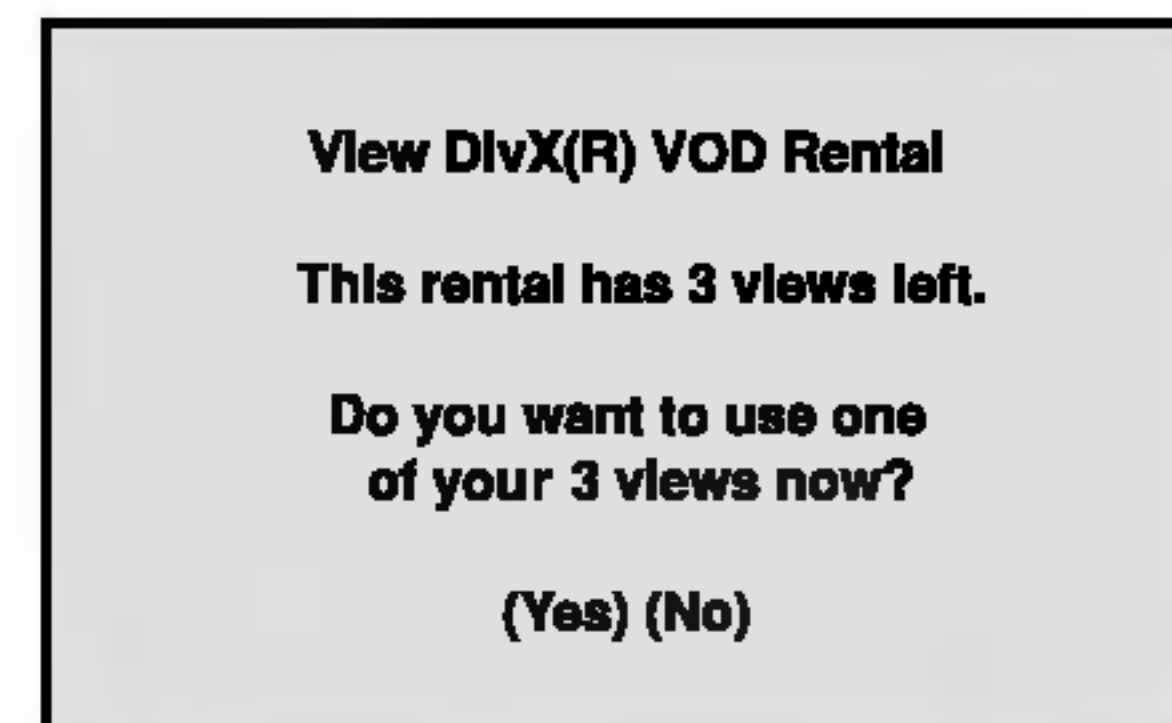 View DivX(R) VOD Rental
This rental has 3 views left.
Do you want to use one
of your 3 views now?
(Yes) (No)